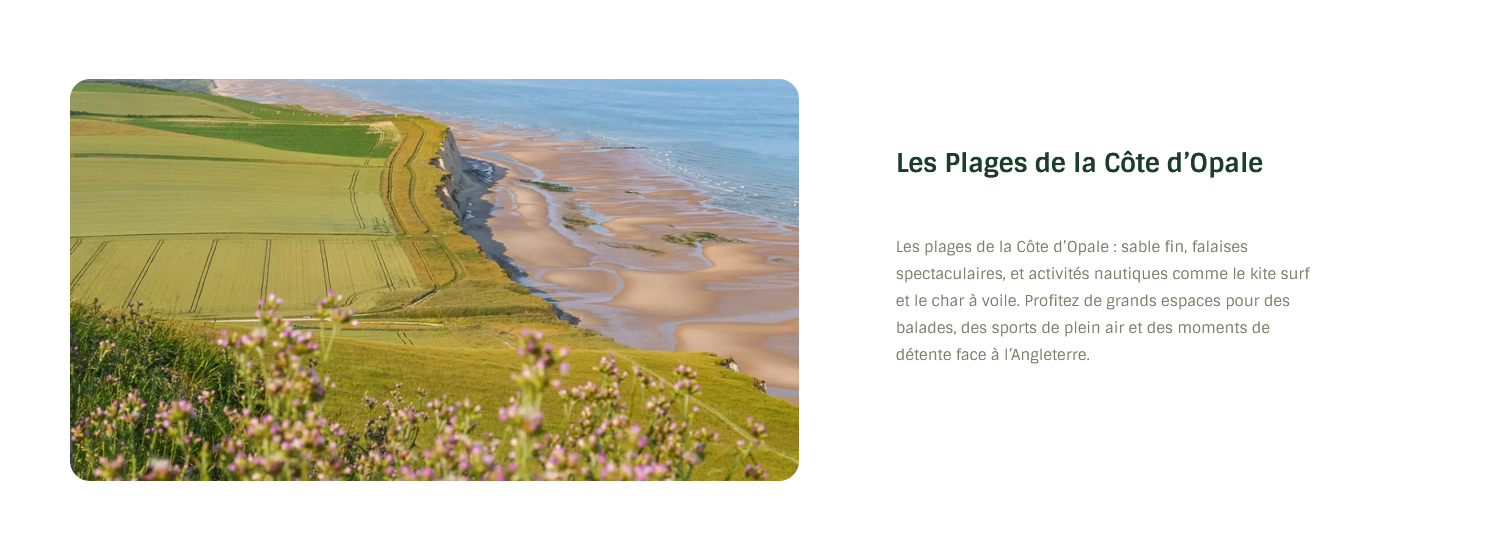 Les Plages de la Côte d’Opale
Les plages de la Côte d’Opale : sable fin, falaises
spectaculaires, et activités nautiques comme le kite surf
et le char à voile. Profitez de grands espaces pour des
balades, des sports de plein air et des moments de
détente face à l’Angleterre.